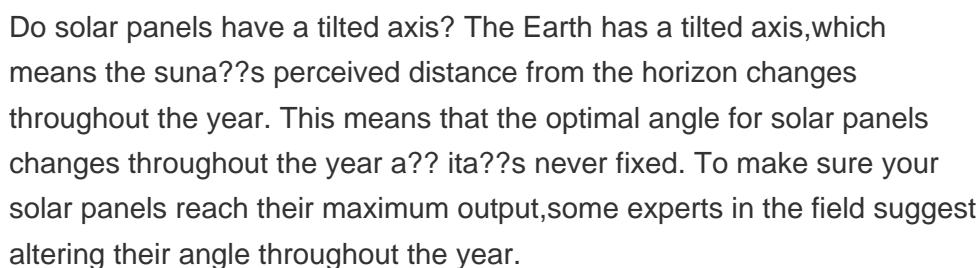 Do solar panels have a tilted axis? The Earth has a tilted axis,which
means the suna??s perceived distance from the horizon changes
throughout the year. This means that the optimal angle for solar panels
changes throughout the year a?? ita??s never fixed. To make sure your
solar panels reach their maximum output,some experts in the field suggest
altering their angle throughout the year.